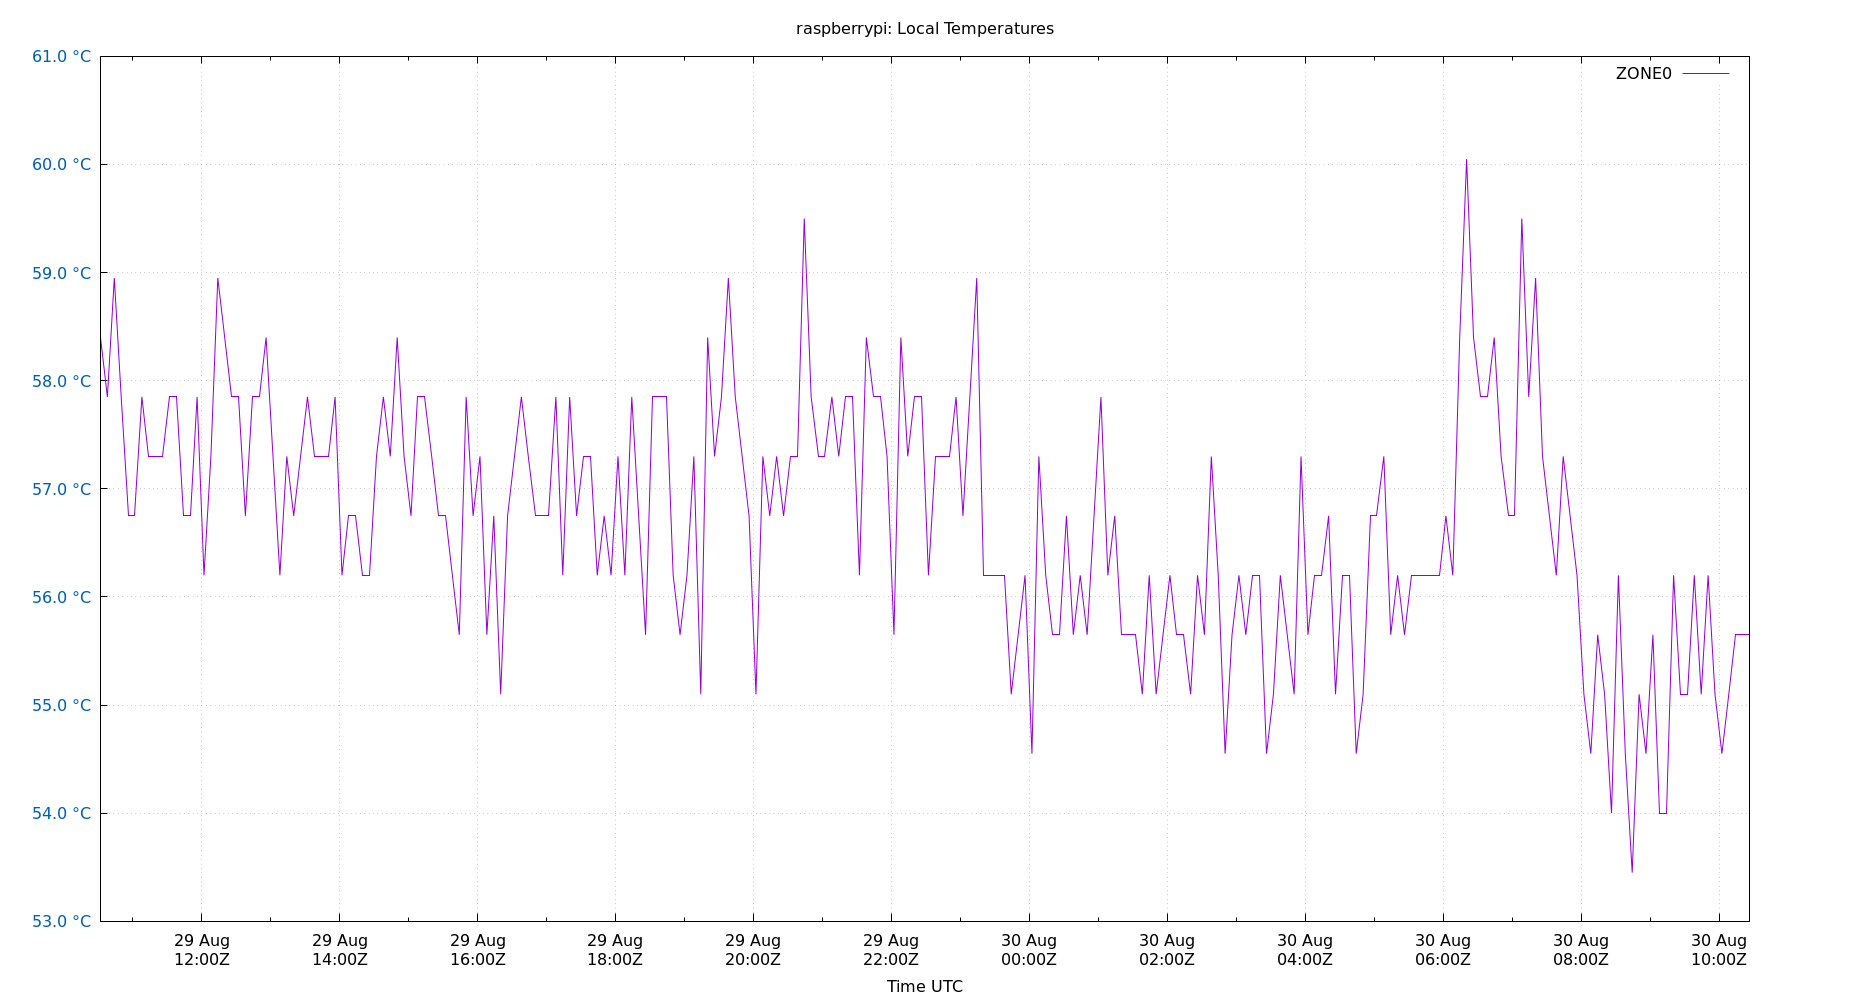 raspberrypi: Local Temperatures
61.0 °C
ZONE0
60.0 °C
59.0 °C
58.0 °C
57.0 °C
56.0 °C
55.0 °C
54.0 °C
53.0 °C
29 Aug 29 Aug 29 Aug 29 Aug 29 Aug 29 Aug 30 Aug 30 Aug 30 Aug 30 Aug 30 Aug 30 Aug
12:00Z 14:00Z 16:00Z 18:00Z 20:00Z 22:00Z 00:00Z 02:00Z 04:00Z 06:00Z 08:00Z 10:00Z
Time UTC